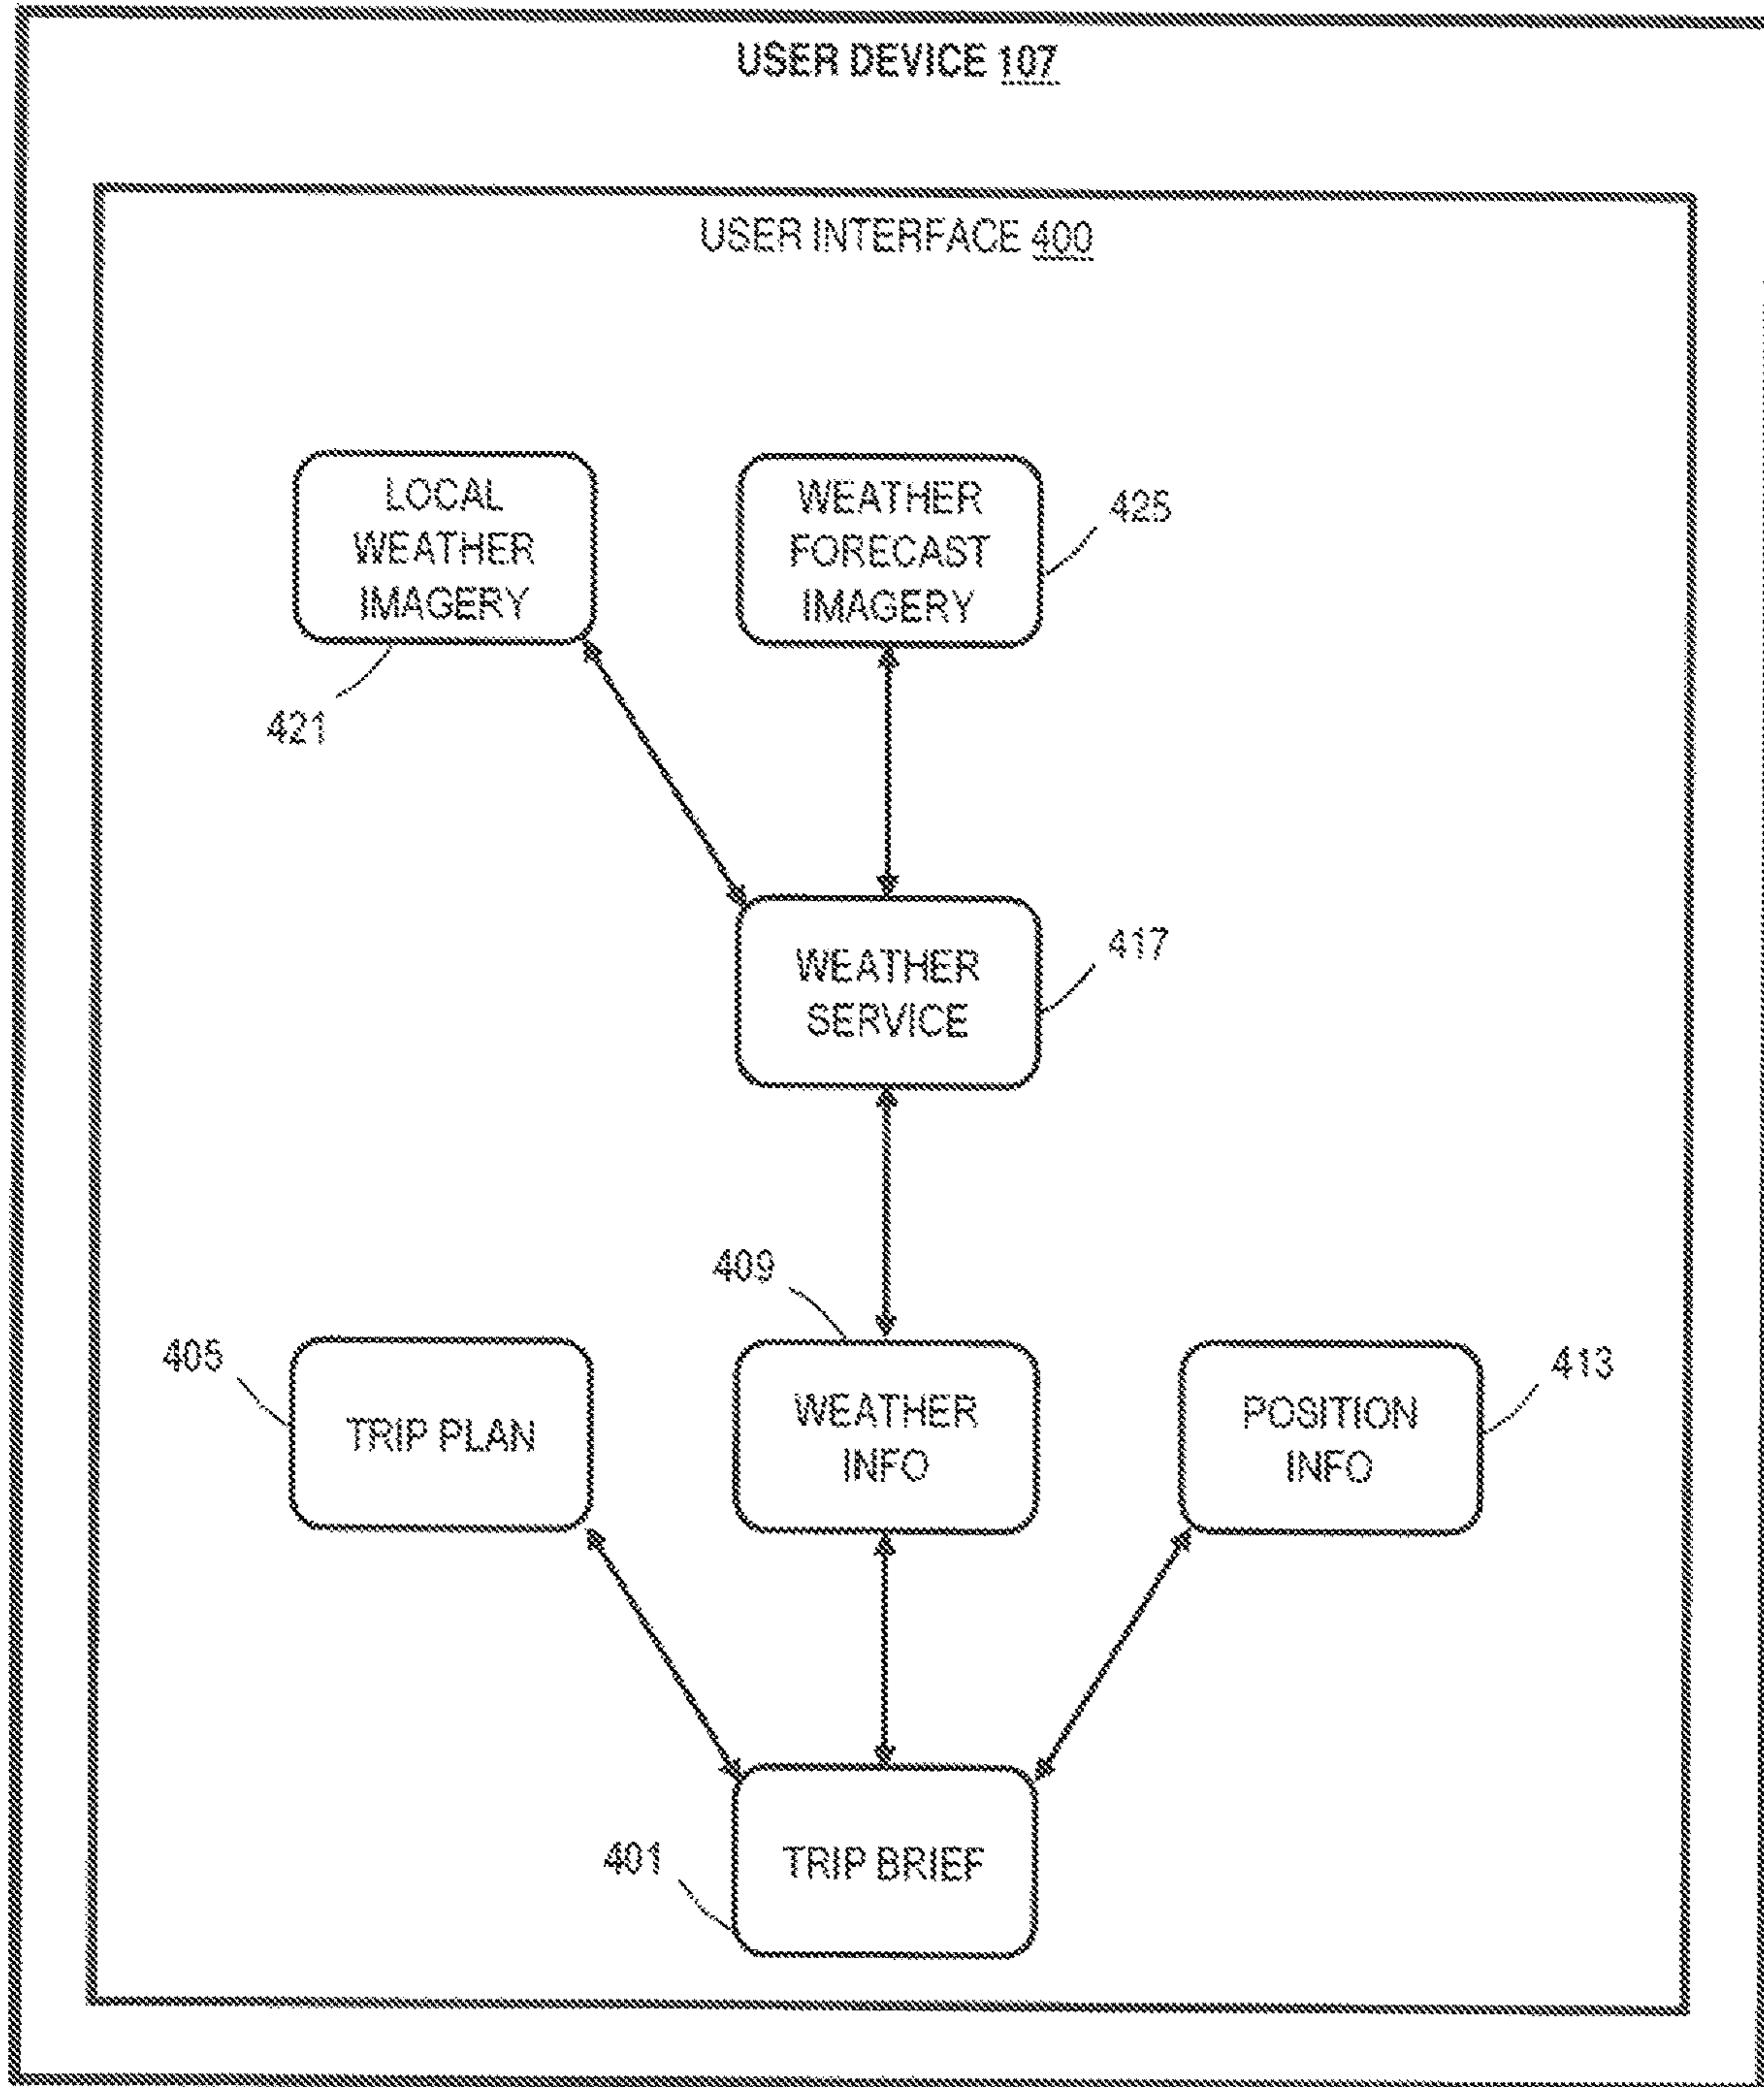 USER DEVICE 107
USER INTERFACE 400
LOCAL
WEATHER
IMAGERY
421
WEATHER
FORECAST
IMAGERY
425
WEATHER
SERVICE
417
409
405
TRIP PLAN
WEATHER
INFO
POSITION
INFO
413
401
TRIP BRIEF